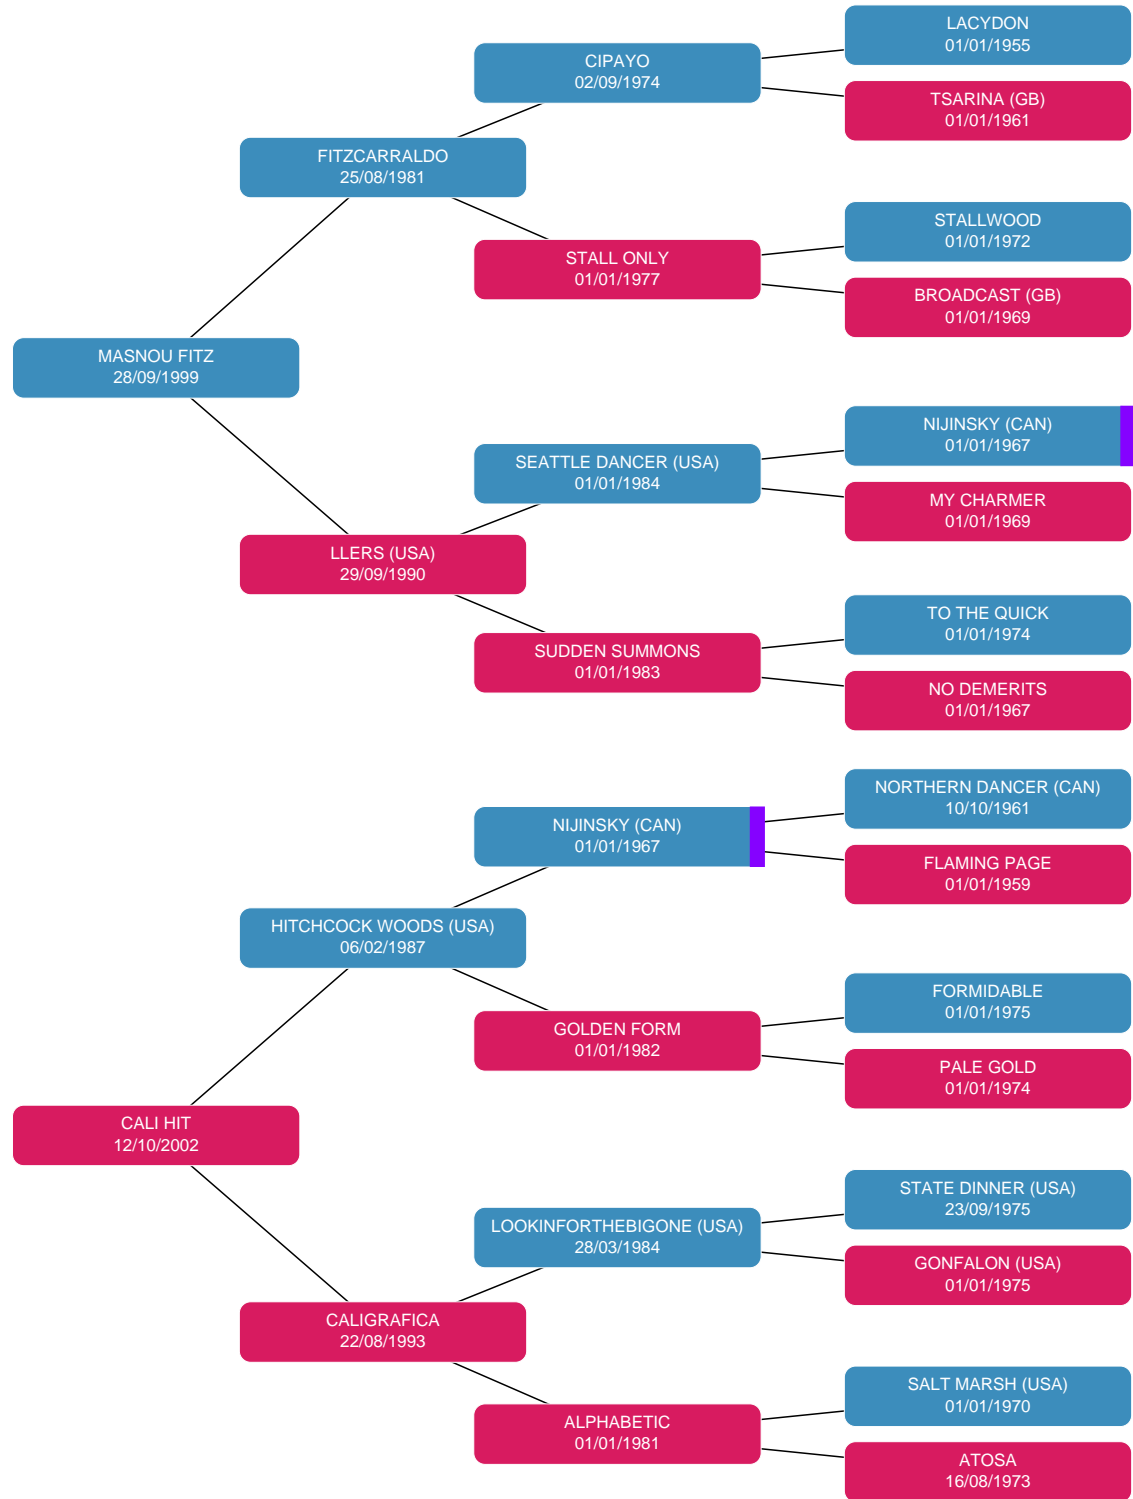 LACYDON
01/01/1955
CIPAYO
02/09/1974
TSARINA (GB)
01/01/1961
FITZCARRALDO
25/08/1981
STALLWOOD
01/01/1972
STALL ONLY
01/01/1977
BROADCAST (GB)
01/01/1969
MASNOU FITZ
28/09/1999
NIJINSKY (CAN)
01/01/1967
SEATTLE DANCER (USA)
01/01/1984
MY CHARMER
01/01/1969
LLERS (USA)
29/09/1990
TO THE QUICK
01/01/1974
SUDDEN SUMMONS
01/01/1983
NO DEMERITS
01/01/1967
NORTHERN DANCER (CAN)
10/10/1961
NIJINSKY (CAN)
01/01/1967
FLAMING PAGE
01/01/1959
HITCHCOCK WOODS (USA)
06/02/1987
FORMIDABLE
01/01/1975
GOLDEN FORM
01/01/1982
PALE GOLD
01/01/1974
CALI HIT
12/10/2002
STATE DINNER (USA)
23/09/1975
LOOKINFORTHEBIGONE (USA)
28/03/1984
GONFALON (USA)
01/01/1975
CALIGRAFICA
22/08/1993
SALT MARSH (USA)
01/01/1970
ALPHABETIC
01/01/1981
ATOSA
16/08/1973